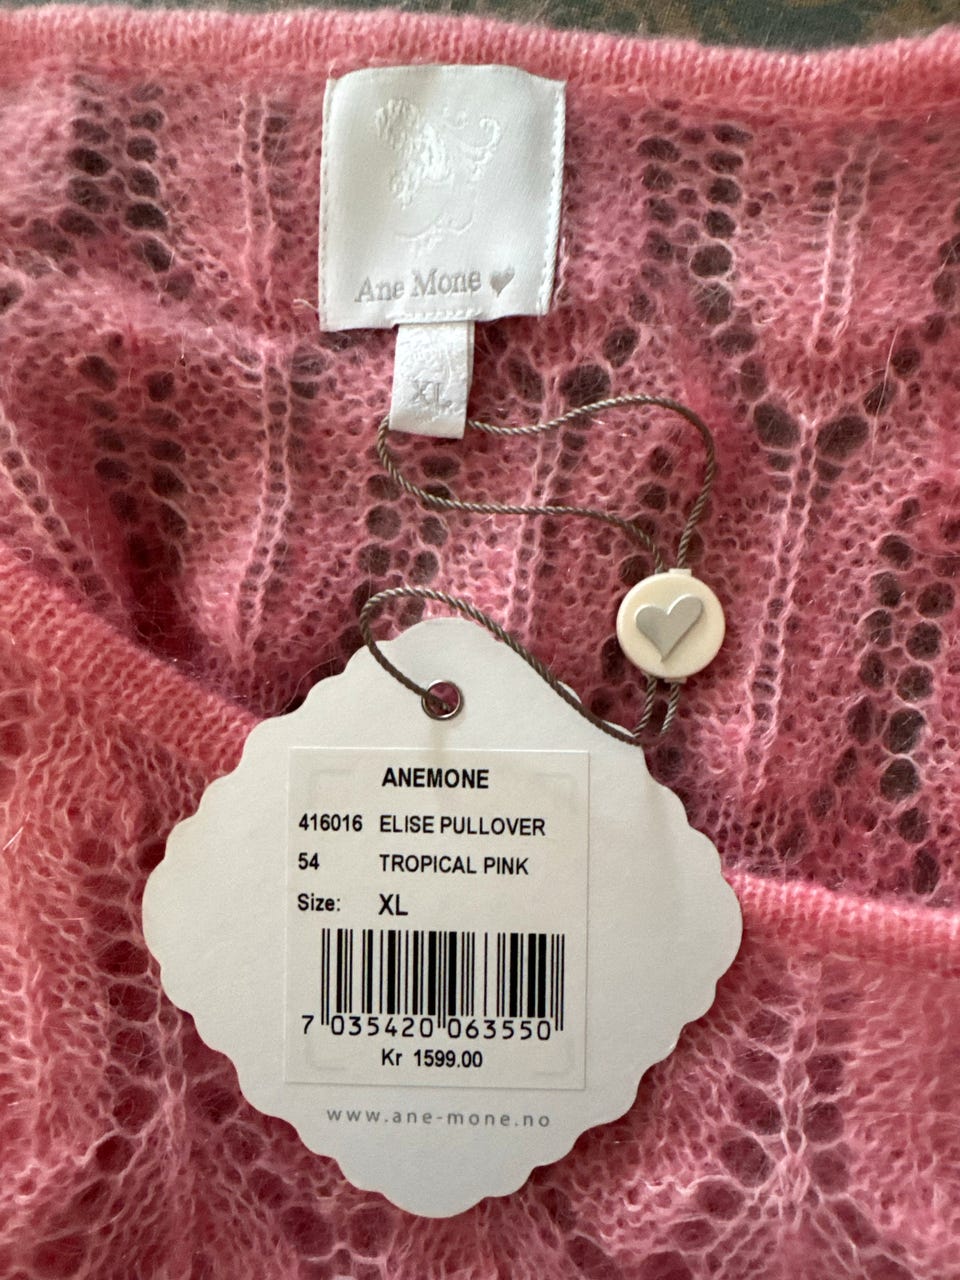 Ane Mone
XL
ANEMONE
416016 ELISE PULLOVER
54 TROPICAL PINK
Size: XL
7 035420 063550
Kr 1599.00
www.ane-mone.no